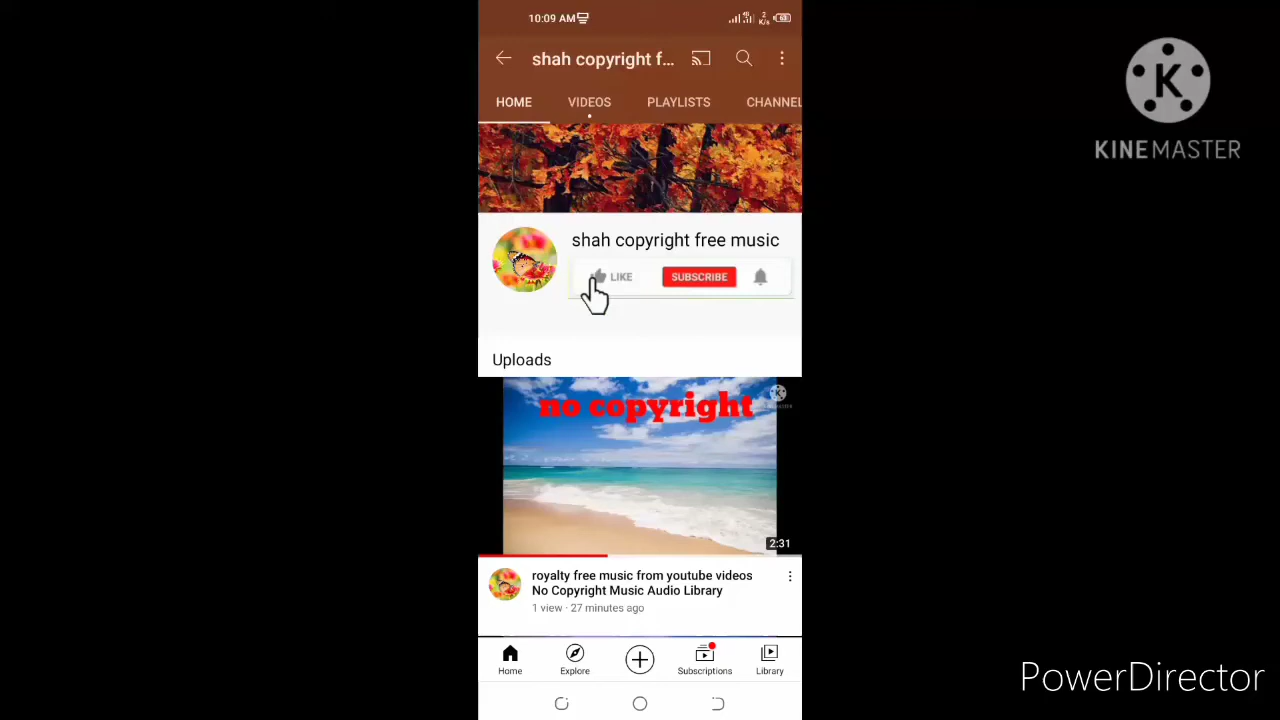 10:09 AM
shah copyright f...
HOME VIDEOS PLAYLISTS CHANNEL
KINEMASTER
shah copyright free music
LIKE SUBSCRIBE
Uploads
no copyright
2:31
royalty free music from youtube videos
No Copyright Music Audio Library
1 view · 27 minutes ago
Home Explore Subscriptions Library
PowerDirector